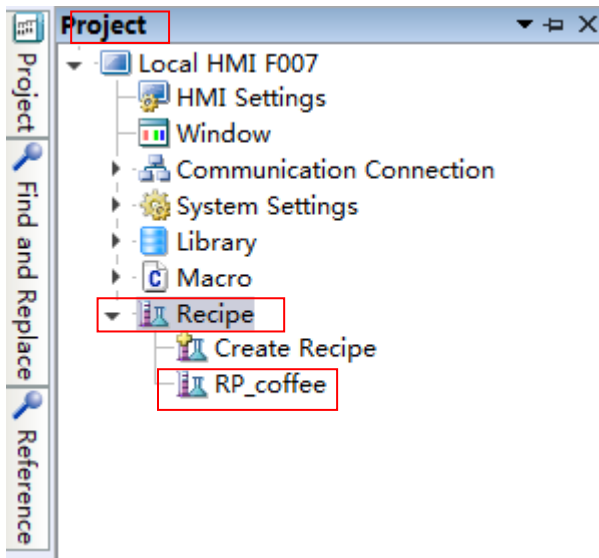 Project
Local HMI F007
HMI Settings
Window
Communication Connection
System Settings
Library
C Macro
Recipe
Create Recipe
RP_coffee
Project
Find and Replace
Reference